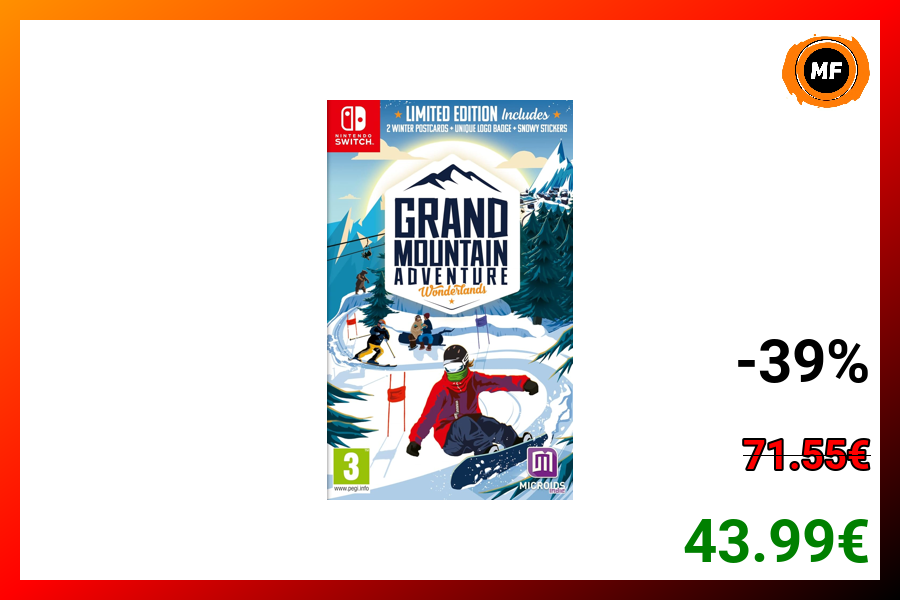 MF
NINTENDO
SWITCH
LIMITED EDITION Includes
2 WINTER POSTCARDS + UNIQUE LOGO BADGE + SNOWY STICKERS
GRAND
MOUNTAIN
ADVENTURE
Wonderlands
-39%
71.55€
43.99€
3
www.pegi.info
MICROIDS
indie